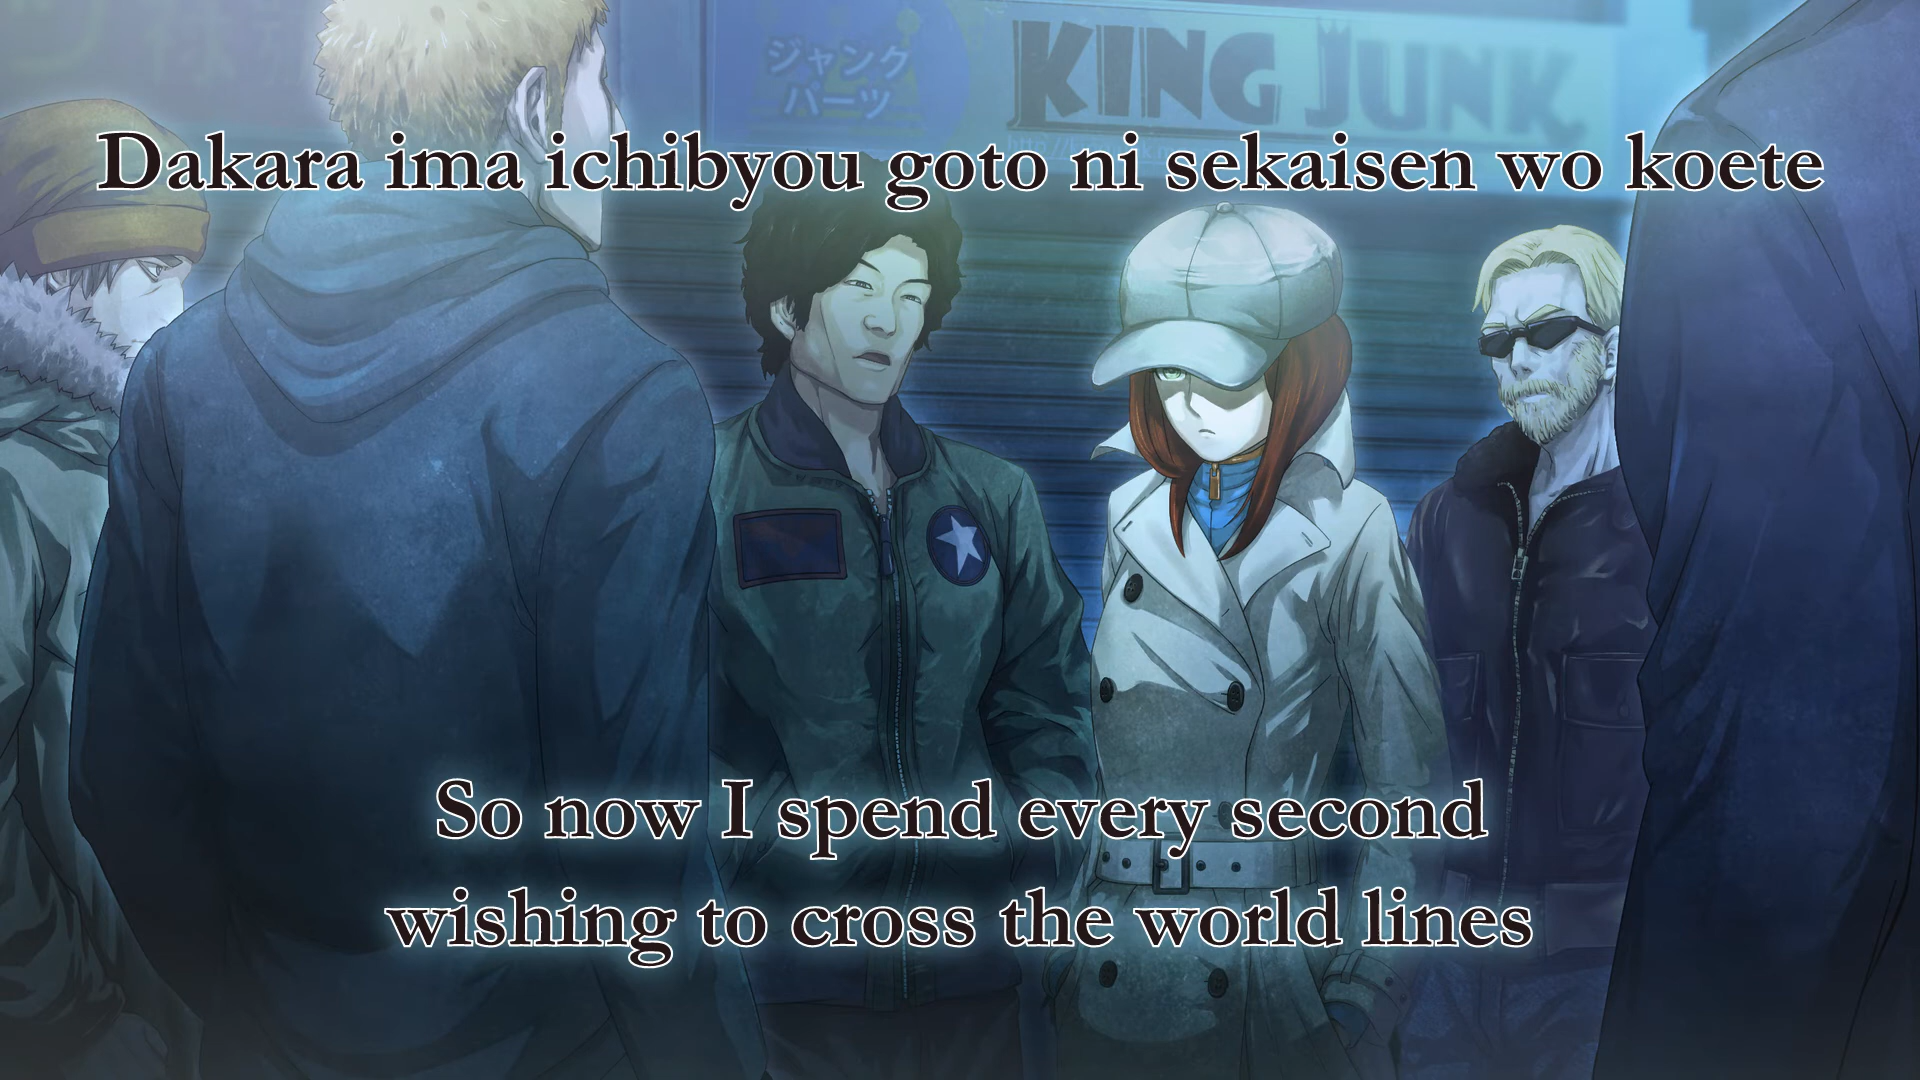 KING JUNK
ジャンク
パーツ
Dakara ima ichibyou goto ni sekaisen wo koete
So now I spend every second
wishing to cross the world lines